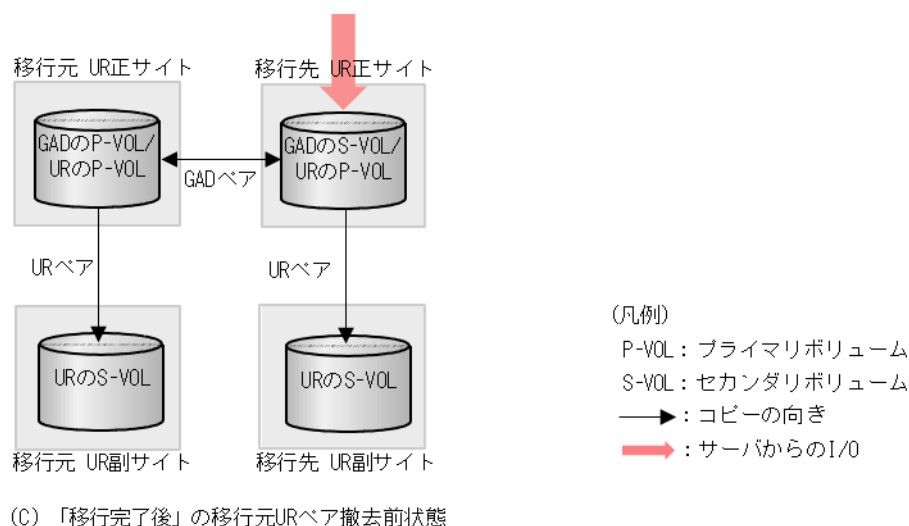 移行元 UR正サイト
移行先 UR正サイト
GADのP-VOL/
URのP-VOL
GADペア
GADのS-VOL/
URのP-VOL
URペア
URペア
URのS-VOL
URのS-VOL
移行元 UR副サイト
移行先 UR副サイト
(凡例)
P-VOL：プライマリボリューム
S-VOL：セカンダリボリューム
：コピーの向き
：サーバからのI/O
(C) 「移行完了後」の移行元URペア撤去前状態